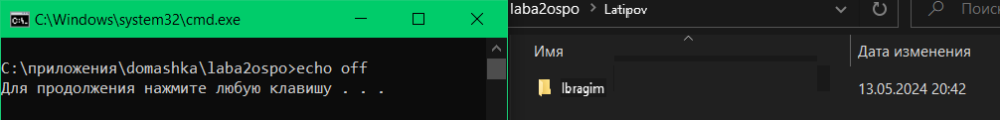 C:\Windows\system32\cmd.exe
C:\приложения\domashka\laba2ospo>echo off
Для продолжения нажмите любую клавишу . . .
laba2ospo > Latipov
Поиск
Имя
Дата изменения
Ibragim
13.05.2024 20:42